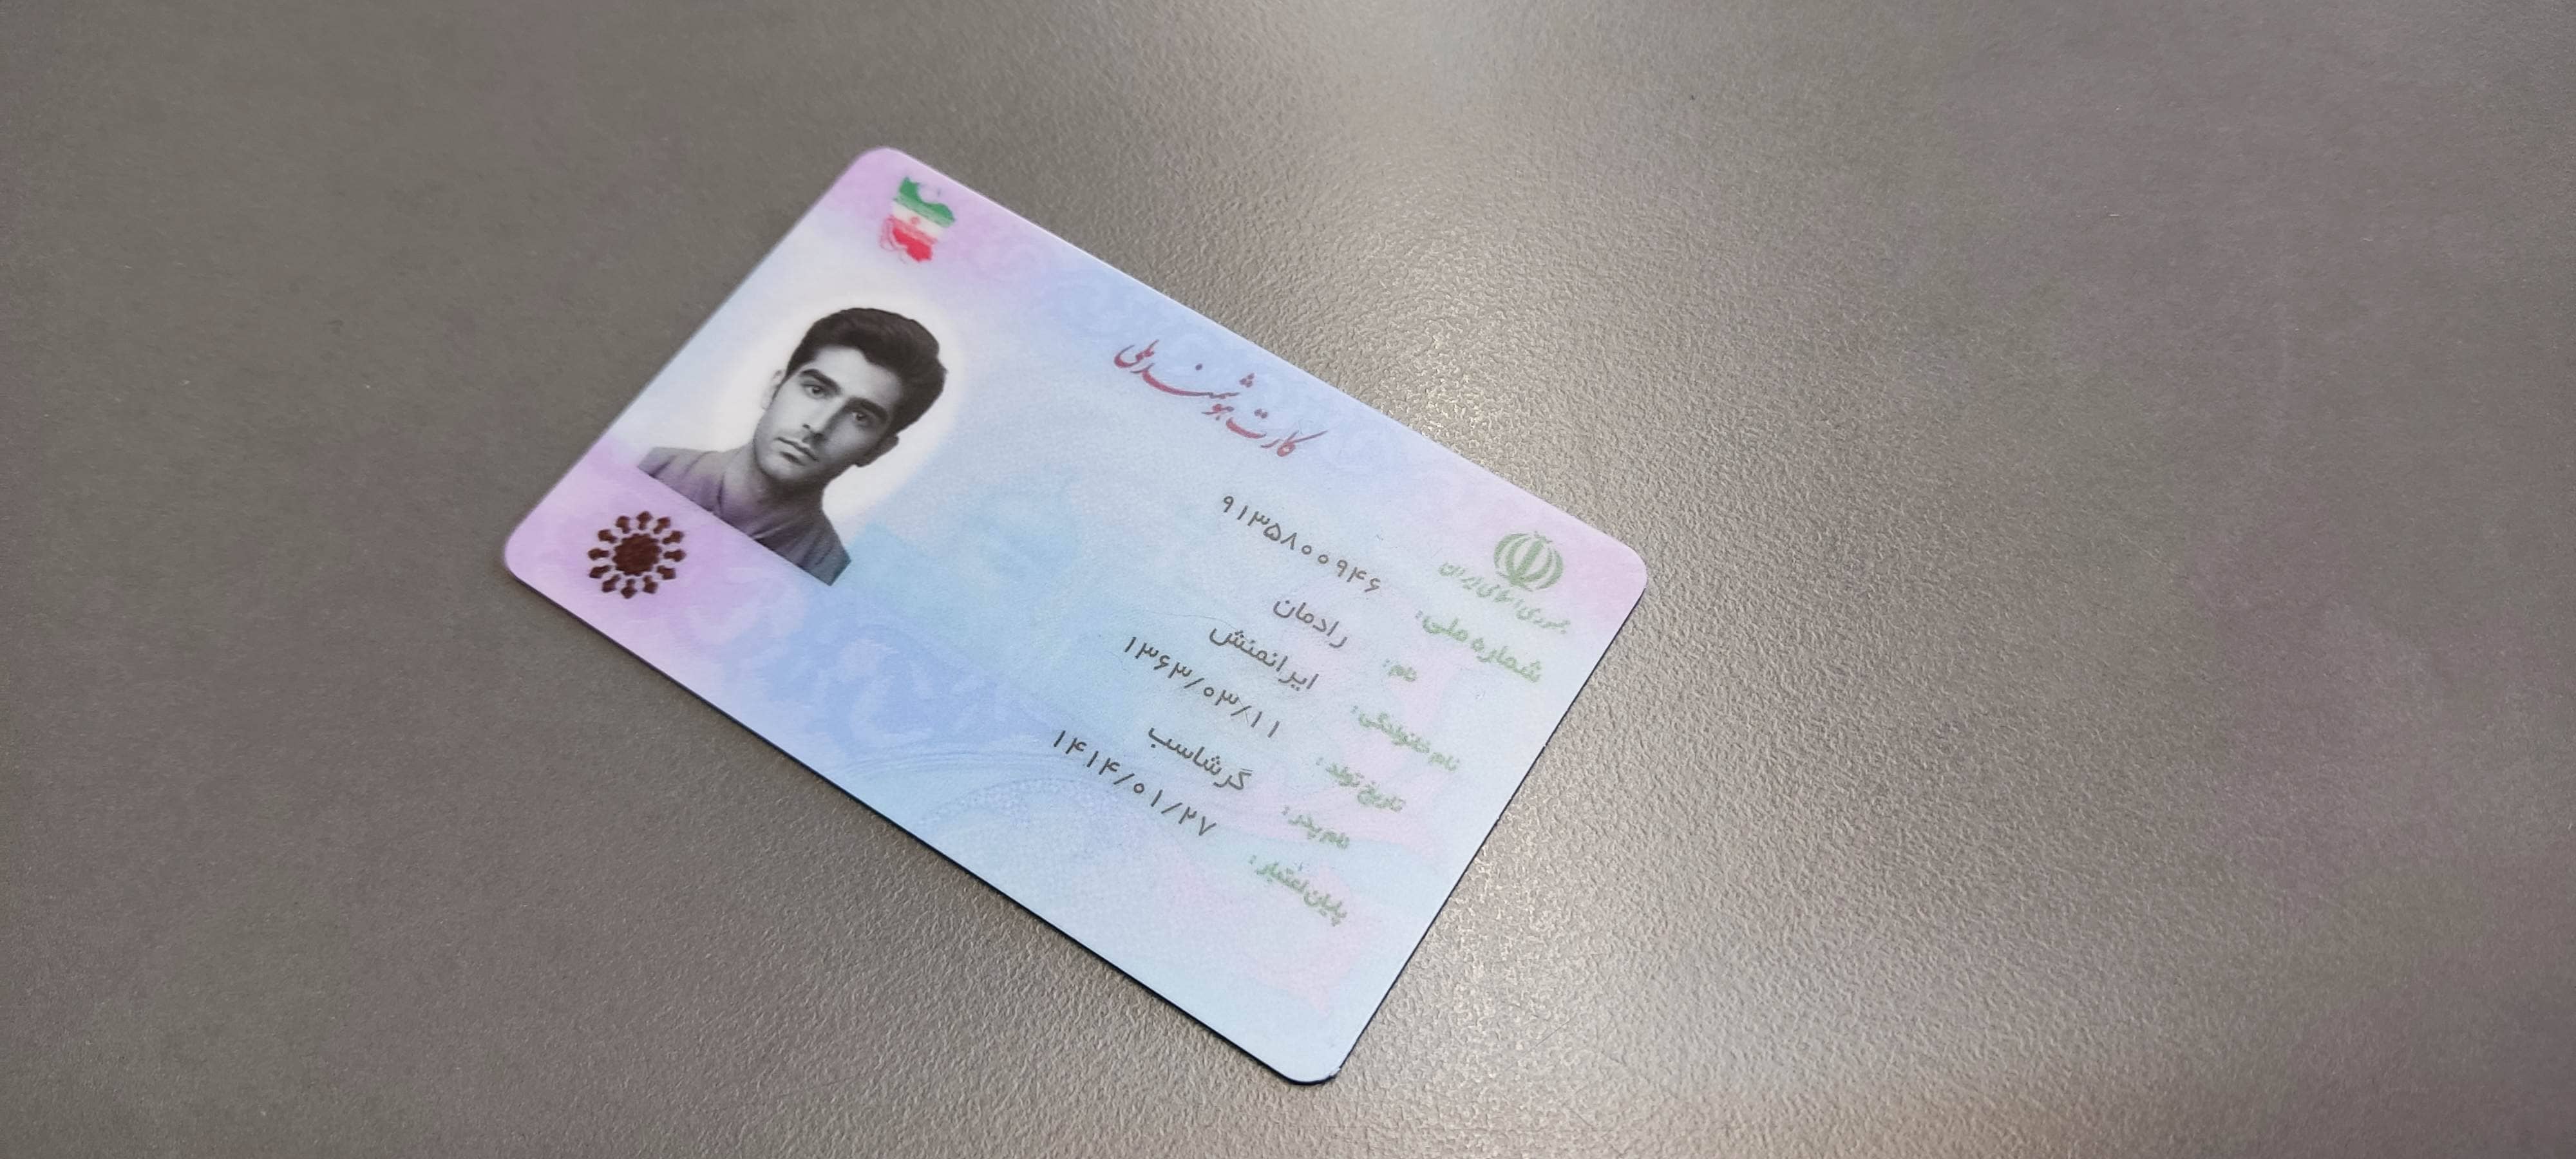 کارت هوشمند ملی
جمهوری اسلامی ایران
شماره ملی: ۹۱۳۵۸۰۰۹۴۶
نام: رادمان
نام خانوادگی: ایرانمنش
تاریخ تولد: ۱۳۶۳/۰۳/۱۱
نام پدر: گرشاسب
پایان اعتبار: ۱۴۱۴/۰۱/۲۷